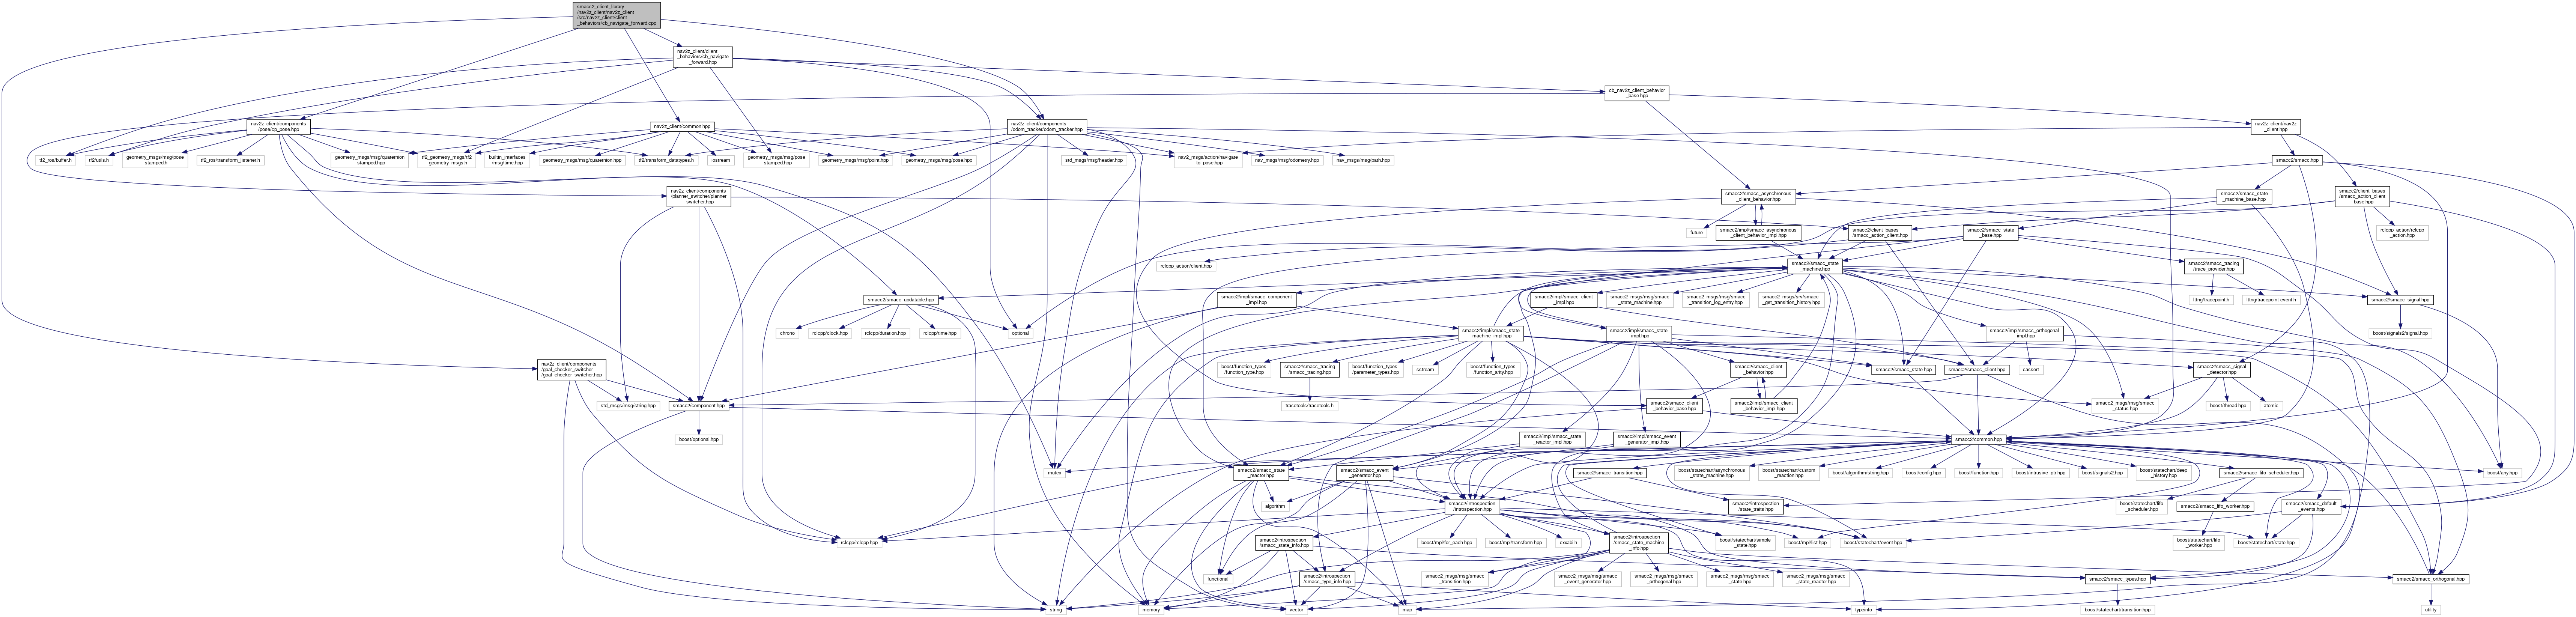 smacc2_client_library
/nav2z_client/nav2z_client
/src/nav2z_client/client
_behaviors/cb_navigate_forward.cpp
nav2z_client/client
_behaviors/cb_navigate
_forward.hpp
cb_nav2z_client_behavior
_base.hpp
nav2z_client/components
/pose/cp_pose.hpp
nav2z_client/common.hpp
nav2z_client/components
/odom_tracker/odom_tracker.hpp
nav2z_client/nav2z
_client.hpp
tf2_ros/buffer.h
tf2/utils.h
geometry_msgs/msg/pose
_stamped.h
tf2_ros/transform_listener.h
geometry_msgs/msg/quaternion
_stamped.hpp
tf2_geometry_msgs/tf2
_geometry_msgs.h
builtin_interfaces
/msg/time.hpp
geometry_msgs/msg/quaternion.hpp
tf2/transform_datatypes.h
sstream
geometry_msgs/msg/pose
_stamped.hpp
geometry_msgs/msg/point.hpp
geometry_msgs/msg/pose.hpp
std_msgs/msg/header.hpp
nav2_msgs/action/navigate
_to_pose.hpp
nav_msgs/msg/odometry.hpp
nav_msgs/msg/path.hpp
smacc2/smacc.hpp
nav2z_client/components
/planner_switcher/planner
_switcher.hpp
smacc2/smacc_asynchronous
_client_behavior.hpp
smacc2/smacc_state
_machine_base.hpp
smacc2/client_bases
/smacc_action_client
_base.hpp
future
smacc2/impl/smacc_asynchronous
_client_behavior_impl.hpp
smacc2/client_bases
/smacc_action_client.hpp
smacc2/smacc_state
_base.hpp
rclcpp_action/rclcpp
_action.hpp
rclcpp_action/client.hpp
smacc2/smacc_state
_machine.hpp
smacc2/smacc_tracing
/trace_provider.hpp
smacc2/smacc_updatable.hpp
smacc2/impl/smacc_component
_impl.hpp
smacc2/impl/smacc_client
_impl.hpp
smacc2_msgs/msg/smacc
_state_machine.hpp
smacc2_msgs/msg/smacc
_transition_log_entry.hpp
smacc2_msgs/srv/smacc
_get_transition_history.hpp
lttng/tracepoint.h
lttng/tracepoint-event.h
smacc2/smacc_signal.hpp
chrono
rclcpp/clock.hpp
rclcpp/duration.hpp
rclcpp/time.hpp
optional
smacc2/impl/smacc_state
_machine_impl.hpp
smacc2/impl/smacc_state
_impl.hpp
smacc2/impl/smacc_orthogonal
_impl.hpp
boost/signals2/signal.hpp
nav2z_client/components
/goal_checker_switcher
/goal_checker_switcher.hpp
boost/function_types
/function_type.hpp
smacc2/smacc_tracing
/smacc_tracing.hpp
boost/function_types
/parameter_types.hpp
sstream
boost/function_types
/function_arity.hpp
smacc2/smacc_client
_behavior.hpp
smacc2/smacc_state.hpp
smacc2/smacc_client.hpp
cassert
smacc2/smacc_signal
_detector.hpp
std_msgs/msg/string.hpp
smacc2/component.hpp
tracetools/tracetools.h
smacc2/smacc_client
_behavior_base.hpp
smacc2/impl/smacc_client
_behavior_impl.hpp
smacc2_msgs/msg/smacc
_status.hpp
boost/thread.hpp
atomic
boost/optional.hpp
smacc2/impl/smacc_state
_reactor_impl.hpp
smacc2/impl/smacc_event
_generator_impl.hpp
smacc2/common.hpp
mutex
smacc2/smacc_state
_reactor.hpp
smacc2/smacc_event
_generator.hpp
smacc2/smacc_transition.hpp
boost/statechart/asynchronous
_state_machine.hpp
boost/statechart/custom
_reaction.hpp
boost/algorithm/string.hpp
boost/config.hpp
boost/function.hpp
boost/intrusive_ptr.hpp
boost/signals2.hpp
boost/statechart/deep
_history.hpp
smacc2/smacc_fifo_scheduler.hpp
boost/any.hpp
algorithm
smacc2/introspection
/introspection.hpp
smacc2/introspection
/state_traits.hpp
boost/statechart/fifo
_scheduler.hpp
smacc2/smacc_fifo_worker.hpp
smacc2/smacc_default
_events.hpp
rclcpp/rclcpp.hpp
smacc2/introspection
/smacc_state_info.hpp
boost/mpl/for_each.hpp
boost/mpl/transform.hpp
cxxabi.h
smacc2/introspection
/smacc_state_machine
_info.hpp
boost/statechart/simple
_state.hpp
boost/mpl/list.hpp
boost/statechart/event.hpp
boost/statechart/fifo
_worker.hpp
boost/statechart/state.hpp
functional
smacc2/introspection
/smacc_type_info.hpp
smacc2_msgs/msg/smacc
_transition.hpp
smacc2_msgs/msg/smacc
_event_generator.hpp
smacc2_msgs/msg/smacc
_orthogonal.hpp
smacc2_msgs/msg/smacc
_state.hpp
smacc2_msgs/msg/smacc
_state_reactor.hpp
smacc2/smacc_types.hpp
smacc2/smacc_orthogonal.hpp
string
memory
vector
map
typeinfo
boost/statechart/transition.hpp
utility